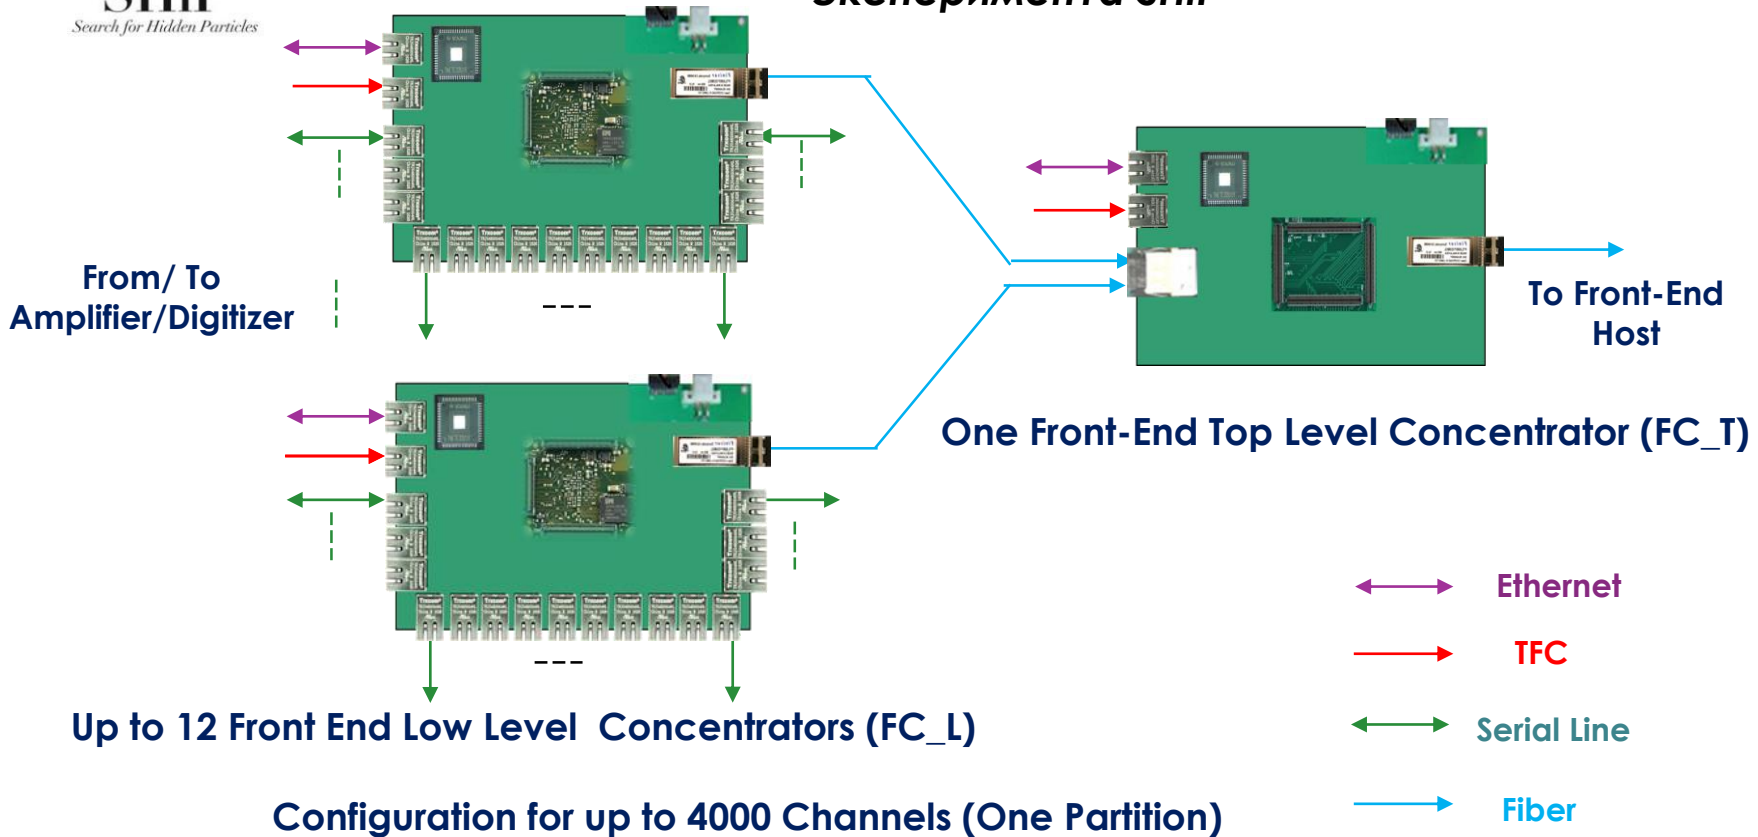 Search for Hidden Particles
From/ To
Amplifier/Digitizer
To Front-End
Host
One Front-End Top Level Concentrator (FC_T)
Ethernet
TFC
Serial Line
Fiber
Up to 12 Front End Low Level Concentrators (FC_L)
Configuration for up to 4000 Channels (One Partition)